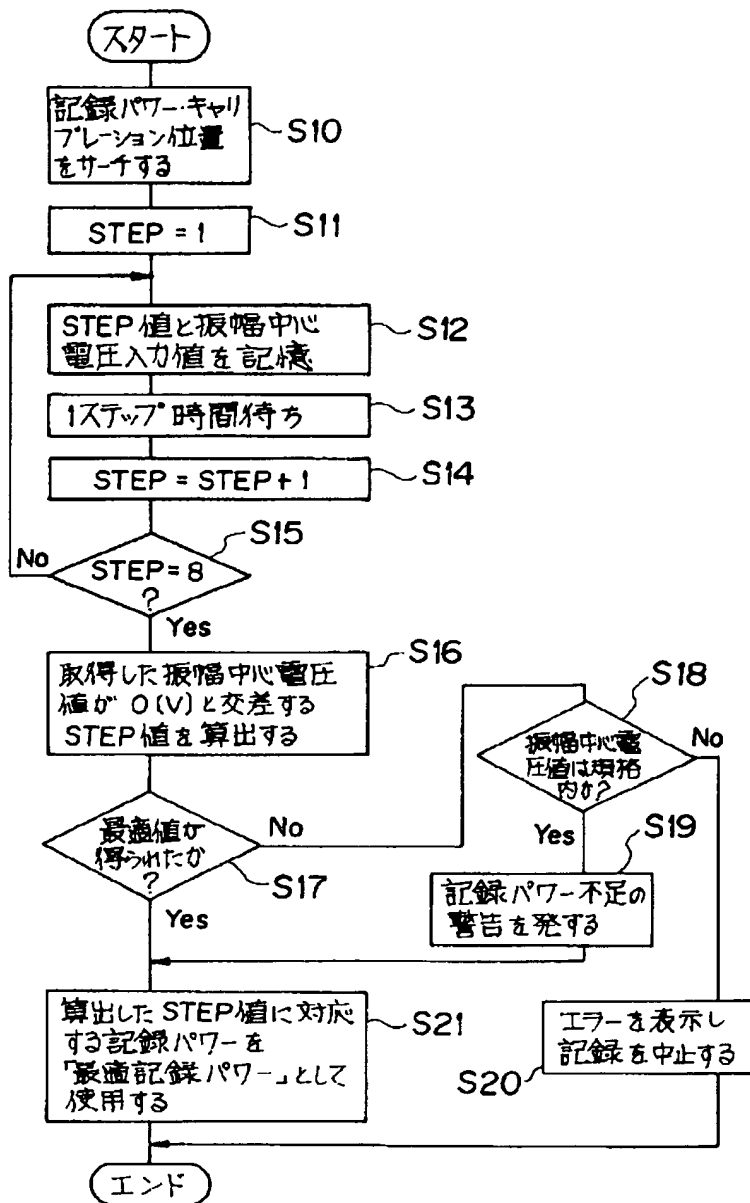 スタート
記録パワー・キャリ
ブレーション位置
をサーチする
S10
STEP = 1
S11
STEP値と振幅中心
電圧入力値を記憶
S12
1ステップ時間待ち
S13
STEP = STEP + 1
S14
S15
No
STEP = 8
?
Yes
取得した振幅中心電圧
値が 0(V)と交差する
STEP値を算出する
S16
最適値が
得られたか
?
No
S17
Yes
S18
振幅中心電
圧値は規格
内か?
No
Yes
S19
記録パワー不足の
警告を発する
算出したSTEP値に対応
する記録パワーを
「最適記録パワー」として
使用する
S21
エラーを表示し
記録を中止する
S20
エンド